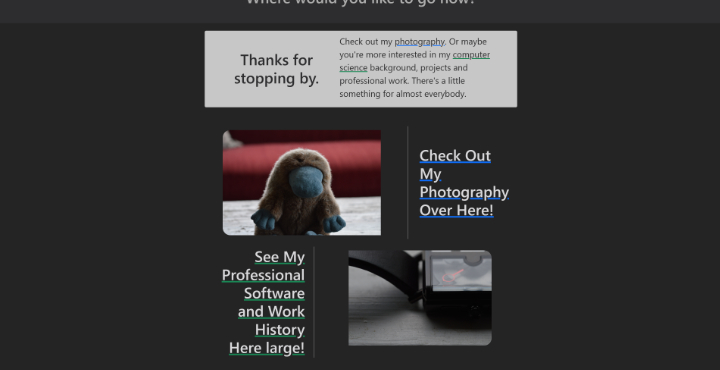 Where would you like to go now?
Thanks for
stopping by.
Check out my photography. Or maybe
you're more interested in my computer
science background, projects and
professional work. There's a little
something for almost everybody.
Check Out
My
Photography
Over Here!
See My
Professional
Software
and Work
History
Here large!